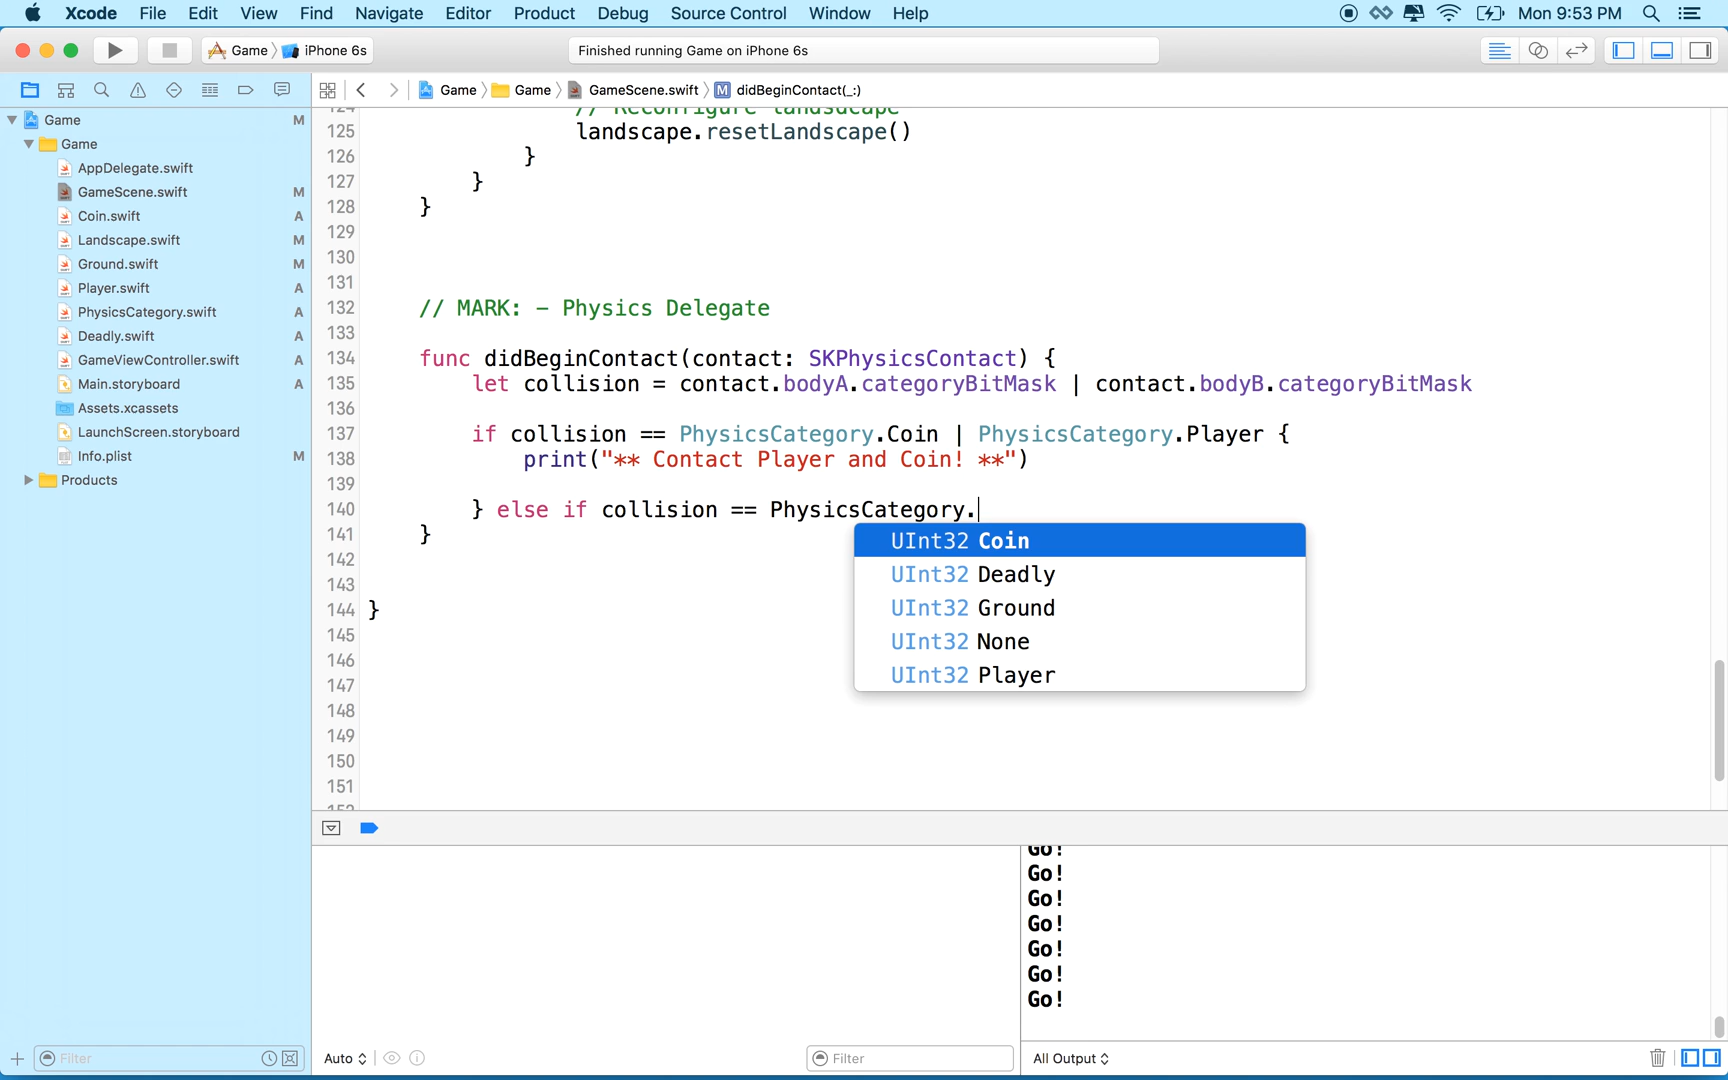 Xcode File Edit View Find Navigate Editor Product Debug Source Control Window Help Mon 9:53 PM
Game iPhone 6s Finished running Game on iPhone 6s
Game Game GameScene.swift M didBeginContact(_:)
Game M
Game
AppDelegate.swift
GameScene.swift M
Coin.swift A
Landscape.swift M
Ground.swift M
Player.swift A
PhysicsCategory.swift A
Deadly.swift A
GameViewController.swift A
Main.storyboard A
Assets.xcassets
LaunchScreen.storyboard
Info.plist M
Products
124 // Reconfigure landsdcape
125 landscape.resetLandscape()
126 }
127 }
128 }
129
130
131
132 // MARK: - Physics Delegate
133
134 func didBeginContact(contact: SKPhysicsContact) {
135 let collision = contact.bodyA.categoryBitMask | contact.bodyB.categoryBitMask
136
137 if collision == PhysicsCategory.Coin | PhysicsCategory.Player {
138 print("** Contact Player and Coin! **")
139
140 } else if collision == PhysicsCategory.
141 }
142
143
144 }
145
146
147
148
149
150
151
152
UInt32 Coin
UInt32 Deadly
UInt32 Ground
UInt32 None
UInt32 Player
Go!
Go!
Go!
Go!
Go!
Go!
Go!
Filter
Auto
Filter
All Output